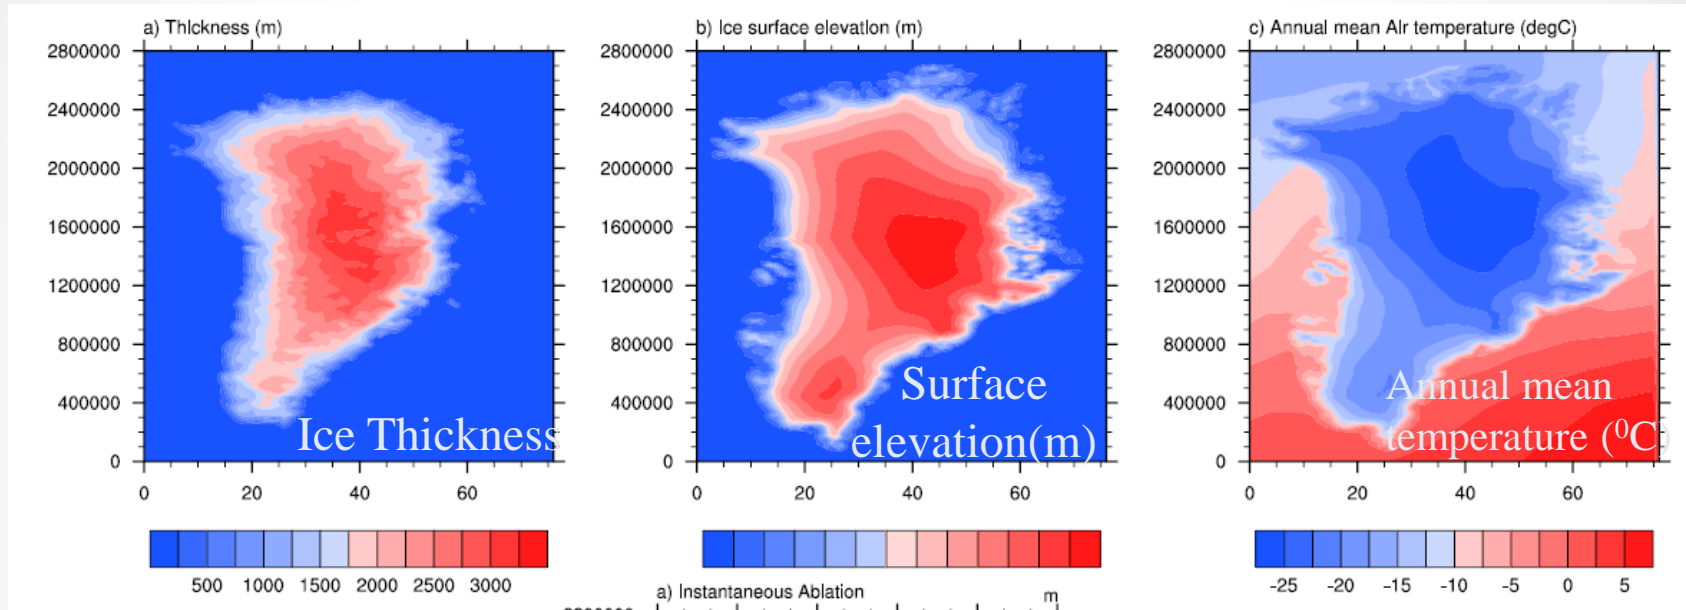 a) Thickness (m)
2800000
2400000
2000000
1600000
1200000
800000
400000
0
0 20 40 60
Ice Thickness
500 1000 1500 2000 2500 3000
b) Ice surface elevation (m)
2800000
2400000
2000000
1600000
1200000
800000
400000
0
0 20 40 60
Surface
elevation(m)
c) Annual mean Air temperature (degC)
2800000
2400000
2000000
1600000
1200000
800000
400000
0
0 20 40 60
Annual mean
temperature (⁰C)
-25 -20 -15 -10 -5 0 5
a) Instantaneous Ablation m